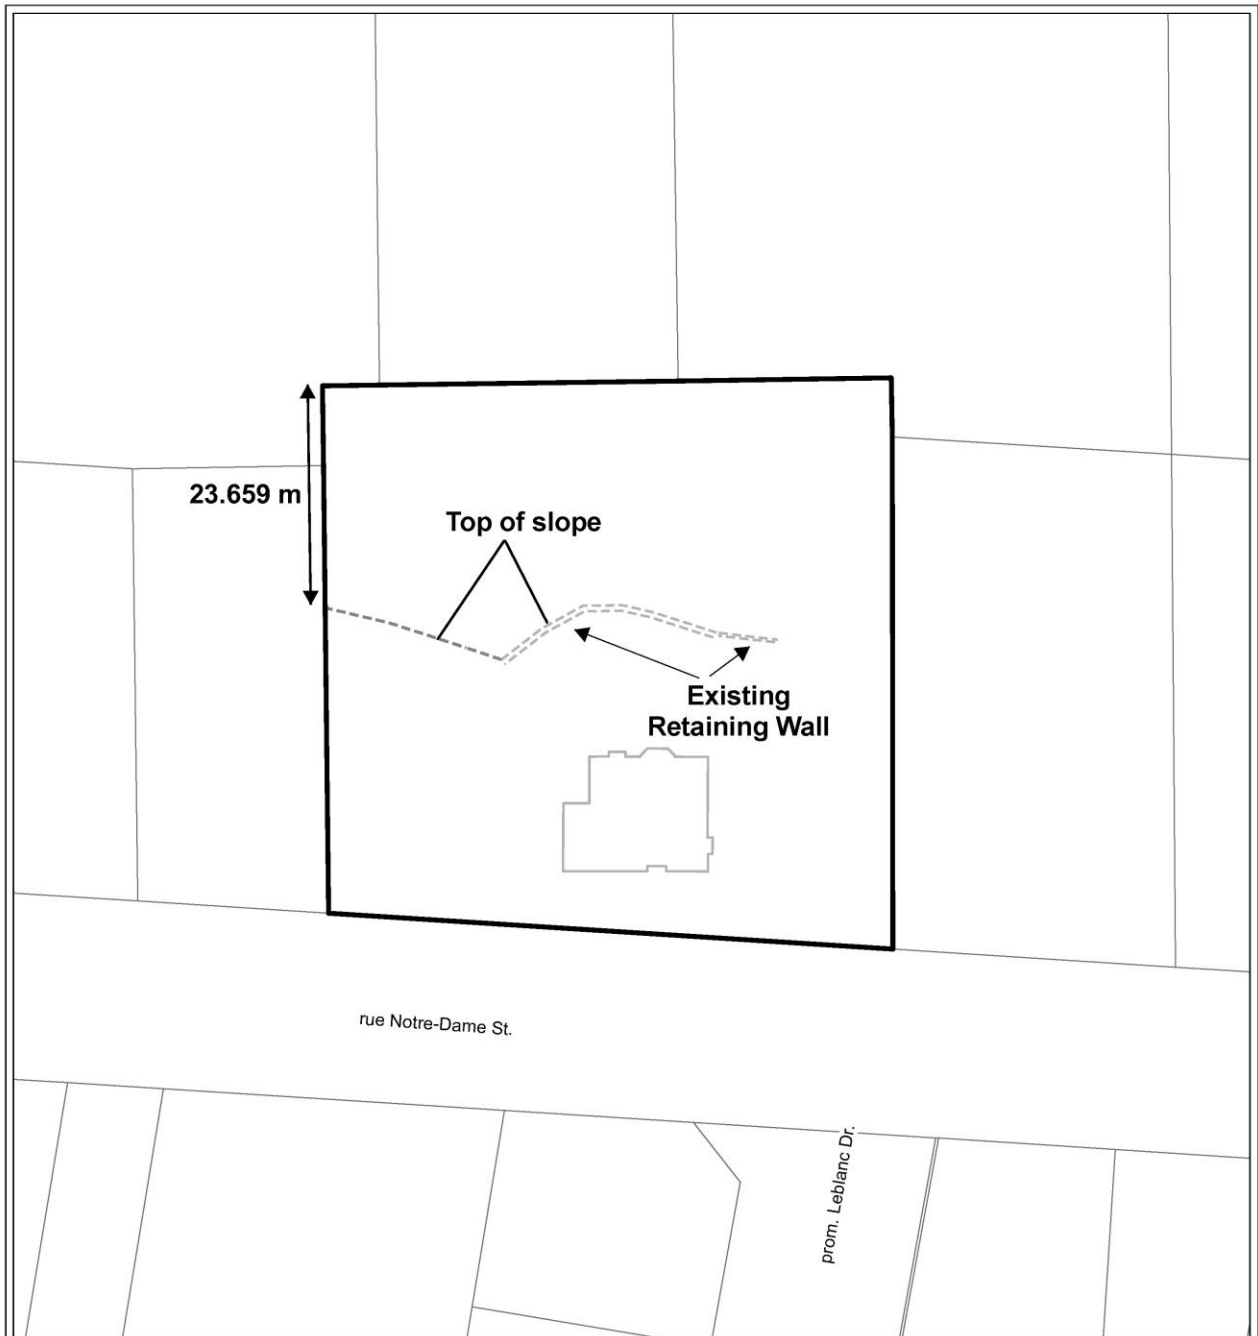 23.659 m
Top of slope
Existing
Retaining Wall
rue Notre-Dame St.
prom. Leblanc Dr.